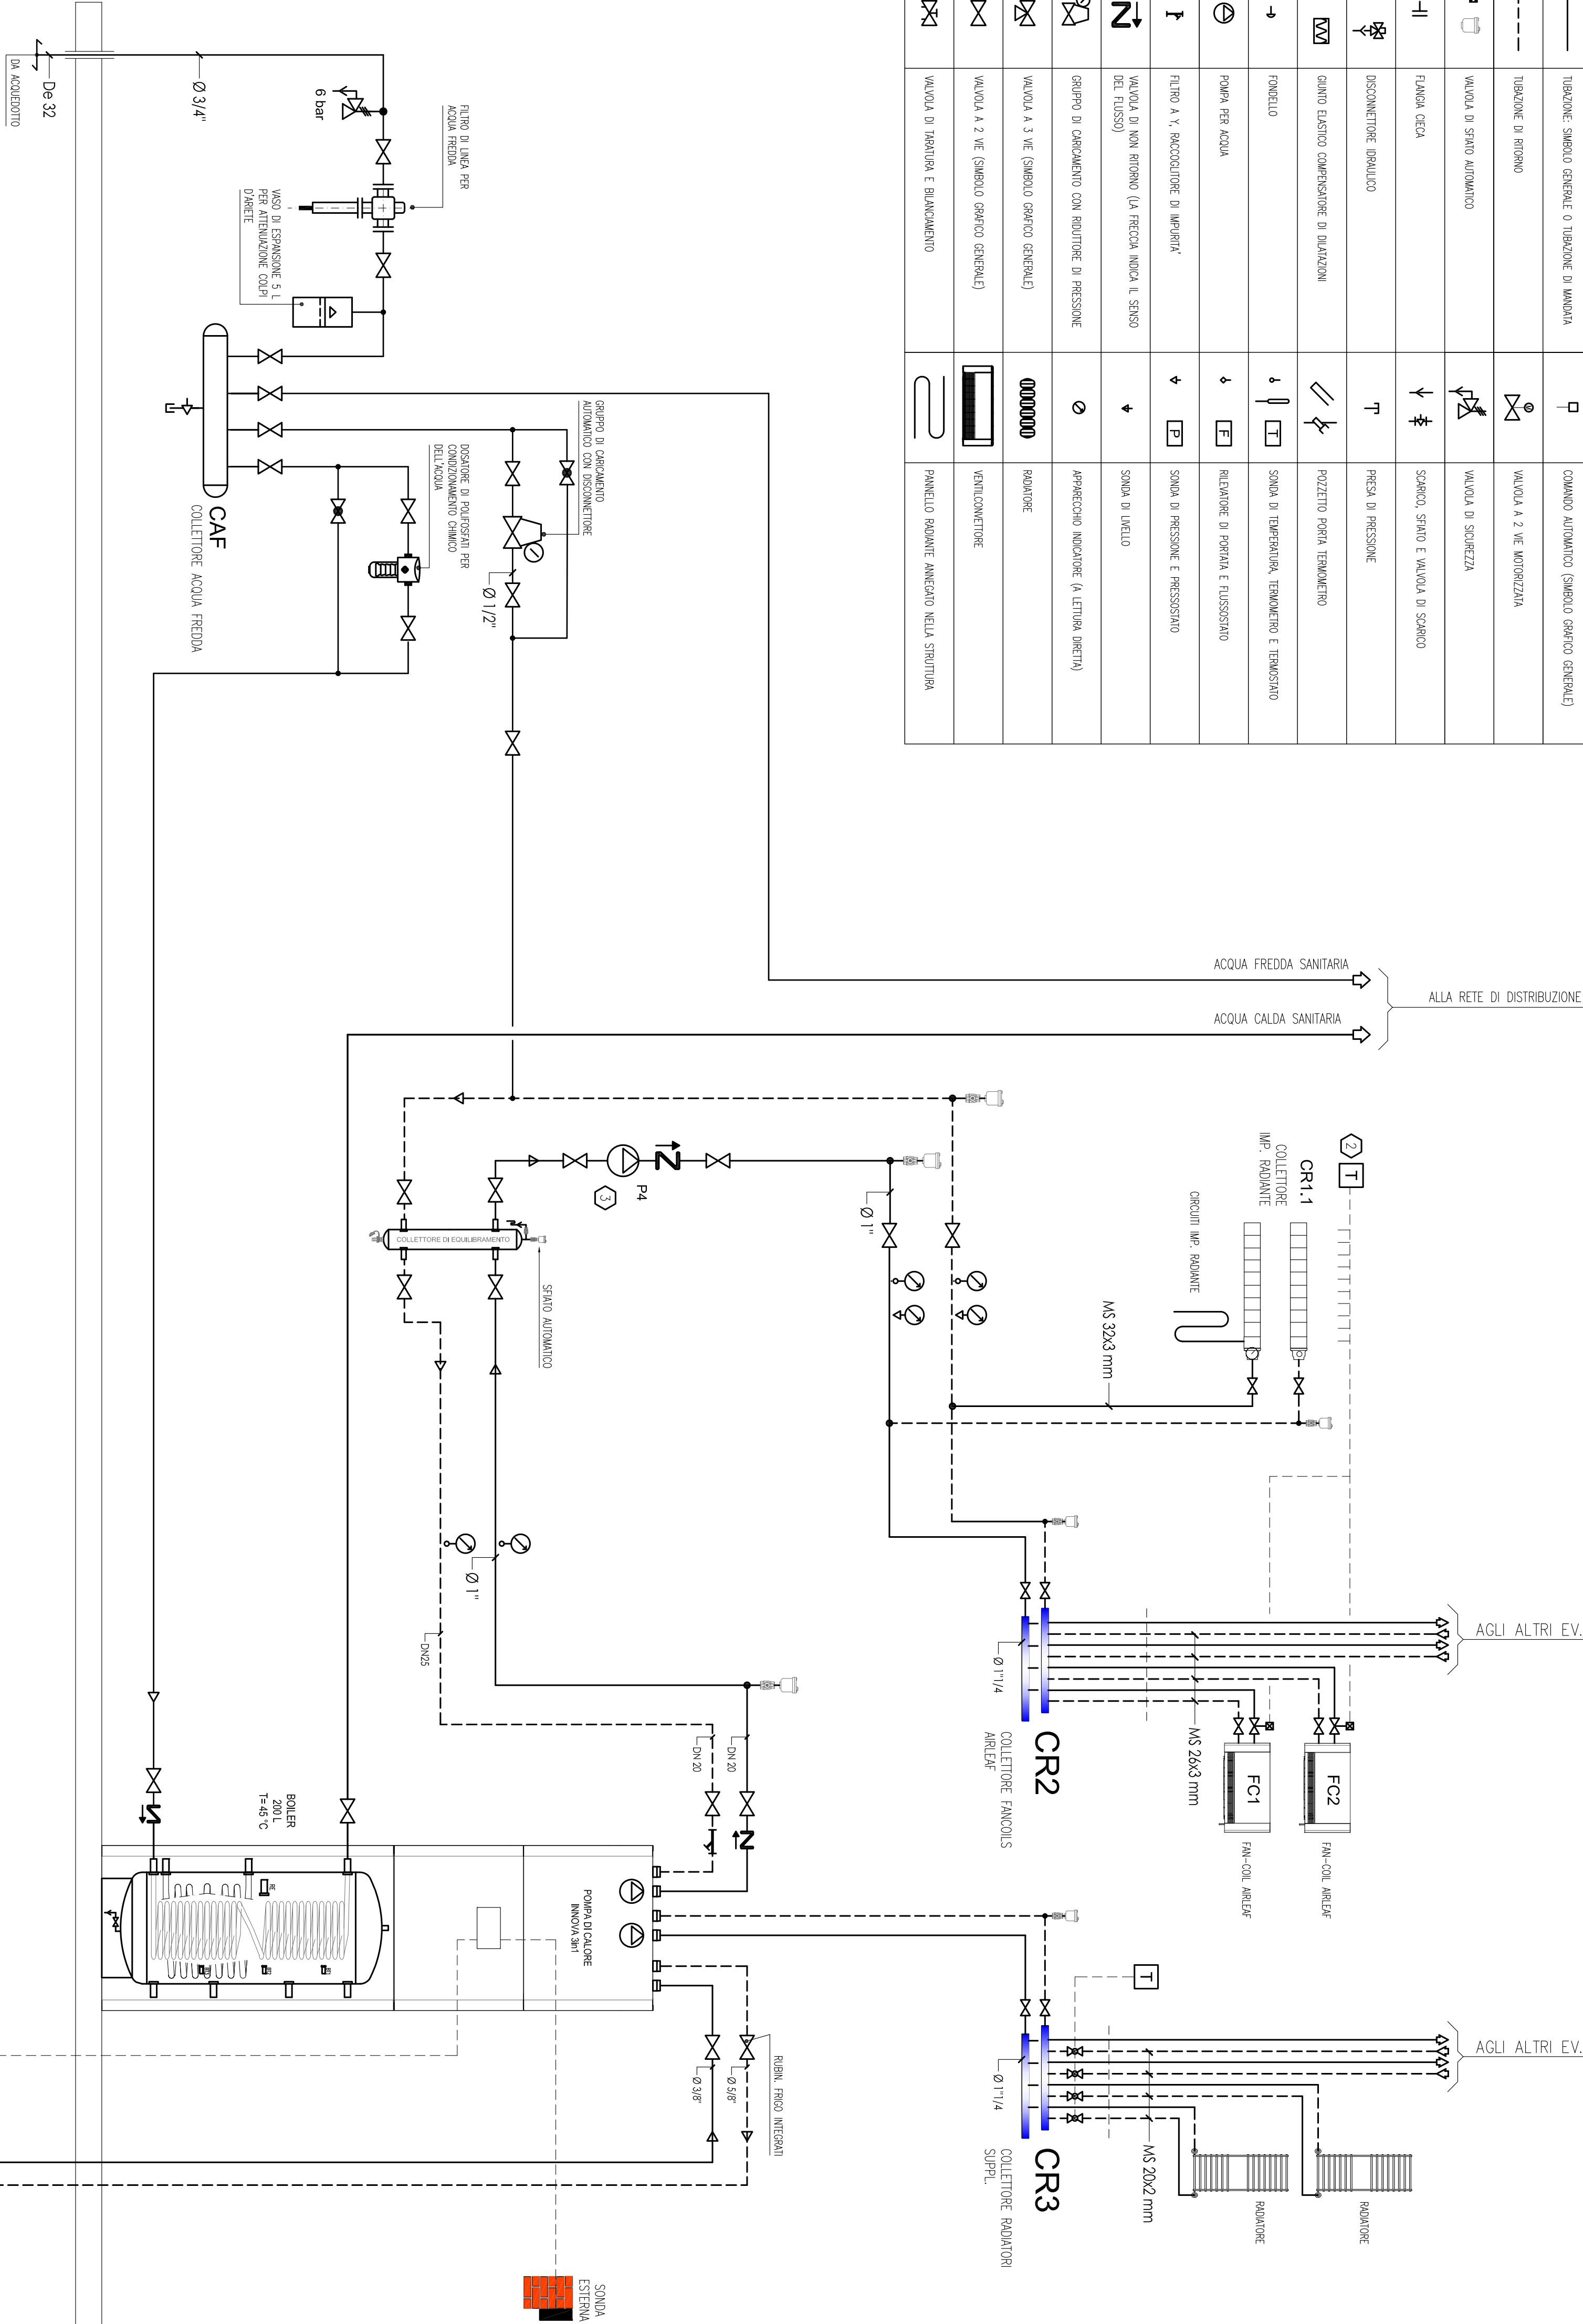 TUBAZIONE: SIMBOLO GENERALE O TUBAZIONE DI MANDATA
COMANDO AUTOMATICO (SIMBOLO GRAFICO GENERALE)
TUBAZIONE DI RITORNO
VALVOLA A 2 VIE MOTORIZZATA
VALVOLA DI SFIATO AUTOMATICO
VALVOLA DI SICUREZZA
FLANGIA CIECA
SCARICO, SFIATO E VALVOLA DI SCARICO
DISCONNETTORE IDRAULICO
PRESA DI PRESSIONE
GIUNTO ELASTICO COMPENSATORE DI DILATAZIONI
POZZETTO PORTA TERMOMETRO
FONDELLO
T
SONDA DI TEMPERATURA, TERMOMETRO E TERMOSTATO
POMPA PER ACQUA
F
RILEVATORE DI PORTATA E FLUSSOSTATO
FILTRO A Y, RACCOGLITORE DI IMPURITA'
P
SONDA DI PRESSIONE E PRESSOSTATO
VALVOLA DI NON RITORNO (LA FRECCIA INDICA IL SENSO
DEL FLUSSO)
SONDA DI LIVELLO
GRUPPO DI CARICAMENTO CON RIDUTTORE DI PRESSIONE
APPARECCHIO INDICATORE (A LETTURA DIRETTA)
VALVOLA A 3 VIE (SIMBOLO GRAFICO GENERALE)
RADIATORE
VALVOLA A 2 VIE (SIMBOLO GRAFICO GENERALE)
VENTILCONVETTORE
VALVOLA DI TARATURA E BILANCIAMENTO
PANNELLO RADIANTE ANNEGATO NELLA STRUTTURA
DA ACQUEDOTTO
De 32
Ø 3/4"
6 bar
FILTRO DI LINEA PER
ACQUA FREDDA
VASO DI ESPANSIONE 5 L
PER ATTENUAZIONE COLPI
D'ARIETE
CAF
COLLETTORE ACQUA FREDDA
GRUPPO DI CARICAMENTO
AUTOMATICO CON DISCONNETTORE
DOSATORE DI POLIFOSFATI PER
CONDIZIONAMENTO CHIMICO
DELL'ACQUA
Ø 1/2"
ACQUA FREDDA SANITARIA
ACQUA CALDA SANITARIA
ALLA RETE DI DISTRIBUZIONE
2
T
CR1.1
COLLETTORE
IMP. RADIANTE
CIRCUITI IMP. RADIANTE
MS 32x3 mm
Ø 1"
P4
3
COLLETTORE DI EQUILIBRAMENTO
SFIATO AUTOMATICO
Ø 1"
DN25
DN 20
DN 20
AGLI ALTRI EV.
FC2
FAN-COIL AIRLEAF
FC1
FAN-COIL AIRLEAF
MS 26x3 mm
Ø 1"1/4
CR2
COLLETTORE FANCOILS
AIRLEAF
BOILER
200 L
T= 45 °C
POMPA DI CALORE
INNOVA 3in1
T
AGLI ALTRI EV.
RADIATORE
RADIATORE
MS 20x2 mm
Ø 1"1/4
CR3
COLLETTORE RADIATORI
SUPPL.
RUBIN. FRIGO INTEGRATI
Ø 5/8"
Ø 3/8"
SONDA
ESTERNA